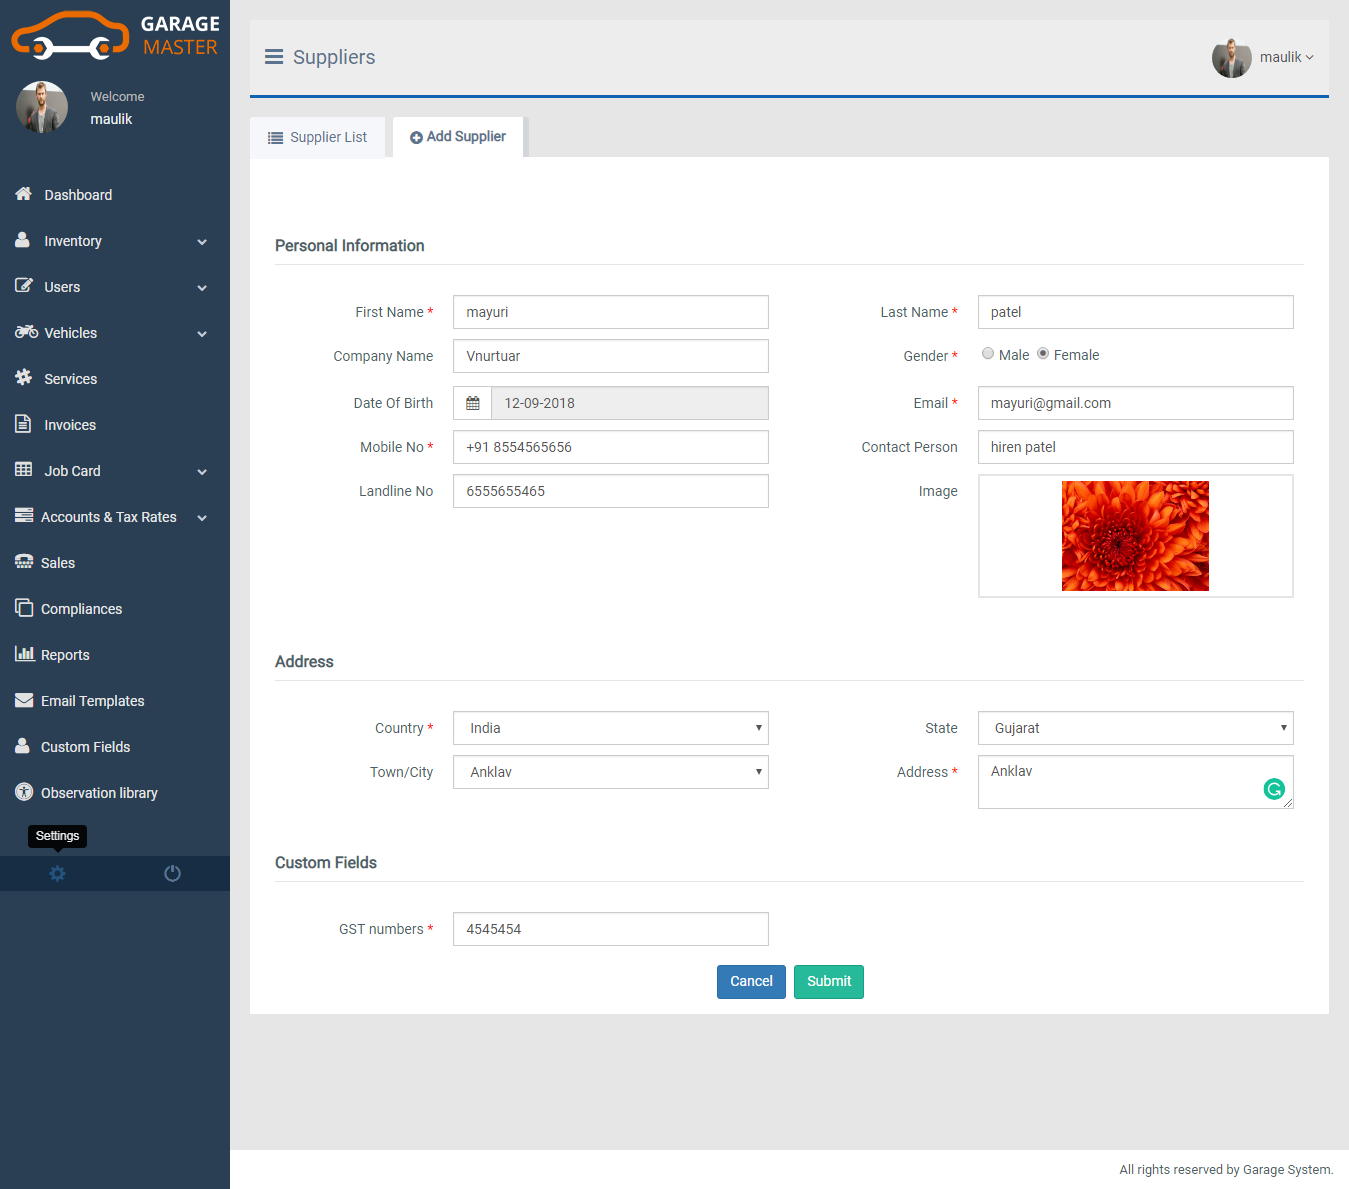 GARAGE
MASTER
Welcome
maulik
Dashboard
Inventory
Users
Vehicles
Services
Invoices
Job Card
Accounts & Tax Rates
Sales
Compliances
Reports
Email Templates
Custom Fields
Observation library
Settings
Suppliers
maulik
Supplier List
Add Supplier
Personal Information
First Name * mayuri
Last Name * patel
Company Name Vnurtuar
Gender * Male Female
Date Of Birth 12-09-2018
Email * mayuri@gmail.com
Mobile No * +91 8554565656
Contact Person hiren patel
Landline No 6555655465
Image
Address
Country * India
State Gujarat
Town/City Anklav
Address * Anklav
Custom Fields
GST numbers * 4545454
Cancel Submit
All rights reserved by Garage System.